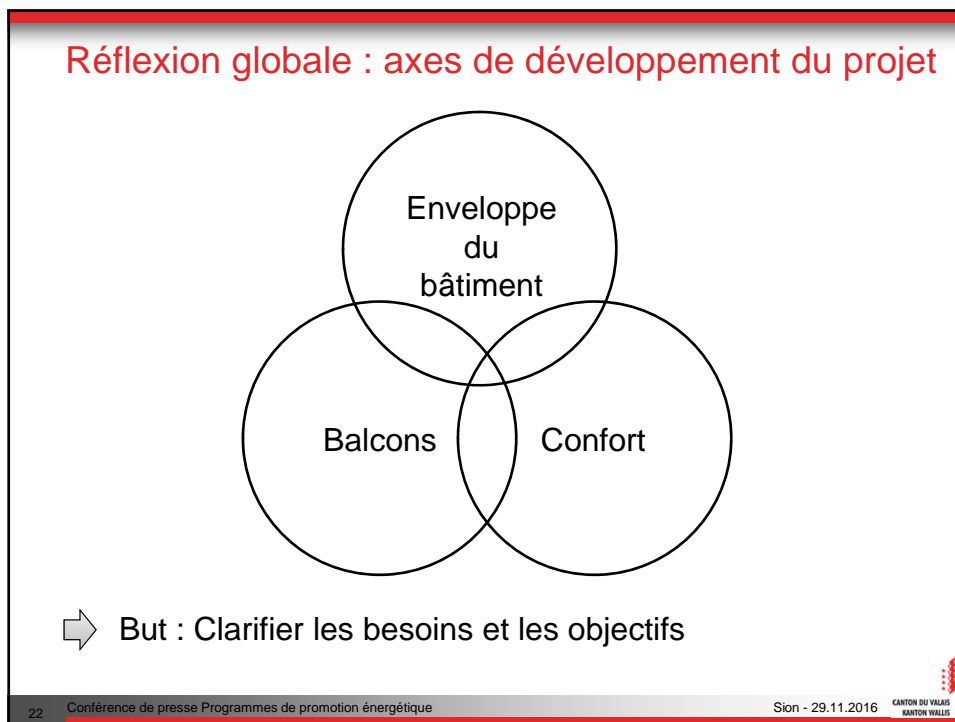 Réflexion globale : axes de développement du projet
Enveloppe
du
bâtiment
Balcons
Confort
But : Clarifier les besoins et les objectifs
22
Conférence de presse Programmes de promotion énergétique
Sion - 29.11.2016
CANTON DU VALAIS
KANTON WALLIS